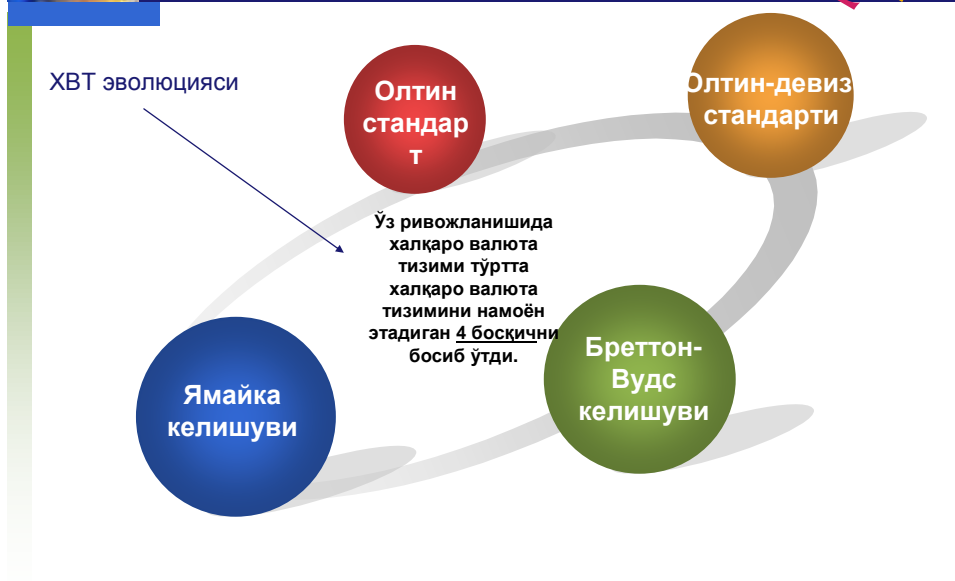 ХВТ эволюцияси
Олтин
стандар
т
Олтин-девиз
стандарти
Ўз ривожланишида
халқаро валюта
тизими тўртта
халқаро валюта
тизимини намоён
этадиган 4 босқични
босиб ўтди.
Бреттон-
Вудс
келишуви
Ямайка
келишуви